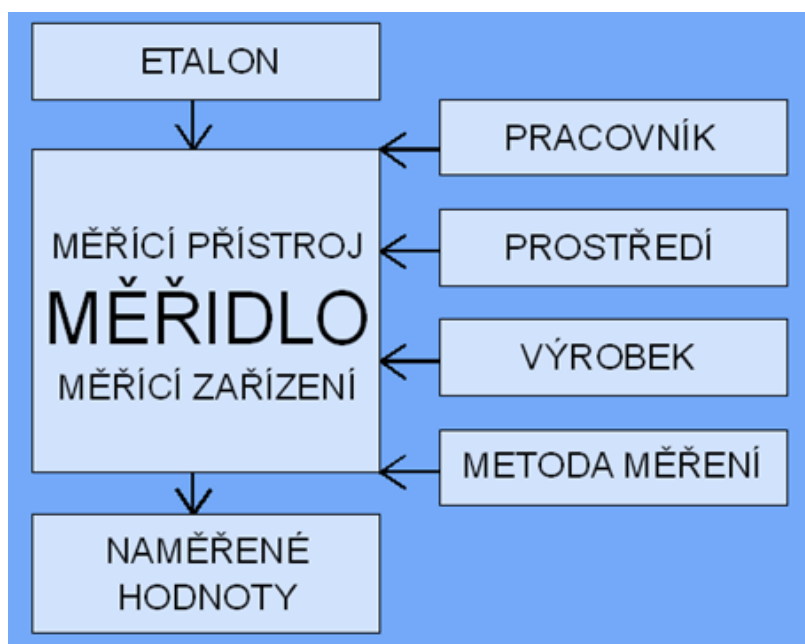 ETALON
PRACOVNÍK
MĚŘÍCÍ PŘÍSTROJ
PROSTŘEDÍ
MĚŘIDLO
VÝROBEK
MĚŘÍCÍ ZAŘÍZENÍ
METODA MĚŘENÍ
NAMĚŘENÉ
HODNOTY